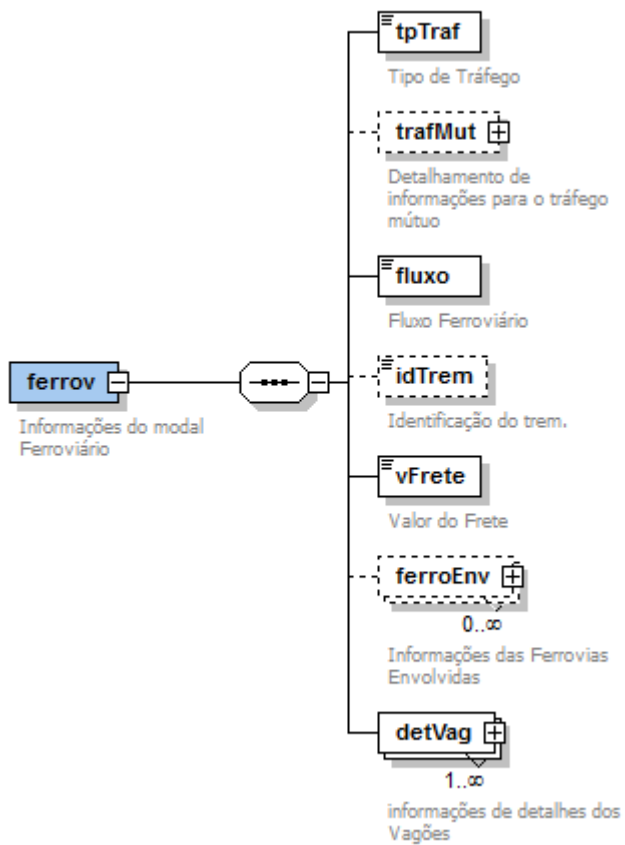 tpTraf
Tipo de Tráfego
trafMut
Detalhamento de
informações para o tráfego
mútuo
fluxo
Fluxo Ferroviário
ferrov
Informações do modal
Ferroviário
idTrem
Identificação do trem.
vFrete
Valor do Frete
ferroEnv
0..∞
Informações das Ferrovias
Envolvidas
detVag
1..∞
informações de detalhes dos
Vagões